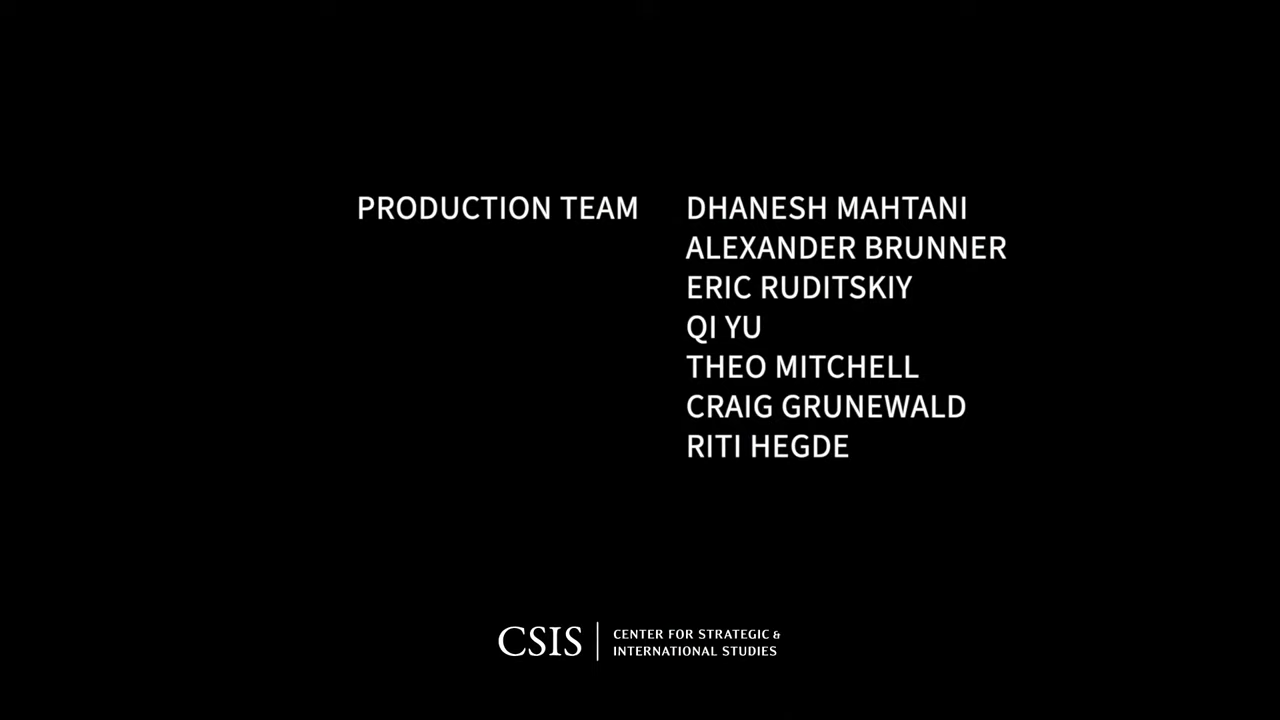 PRODUCTION TEAM DHANESH MAHTANI
ALEXANDER BRUNNER
ERIC RUDITSKIY
QI YU
THEO MITCHELL
CRAIG GRUNEWALD
RITI HEGDE
CSIS
CENTER FOR STRATEGIC &
INTERNATIONAL STUDIES